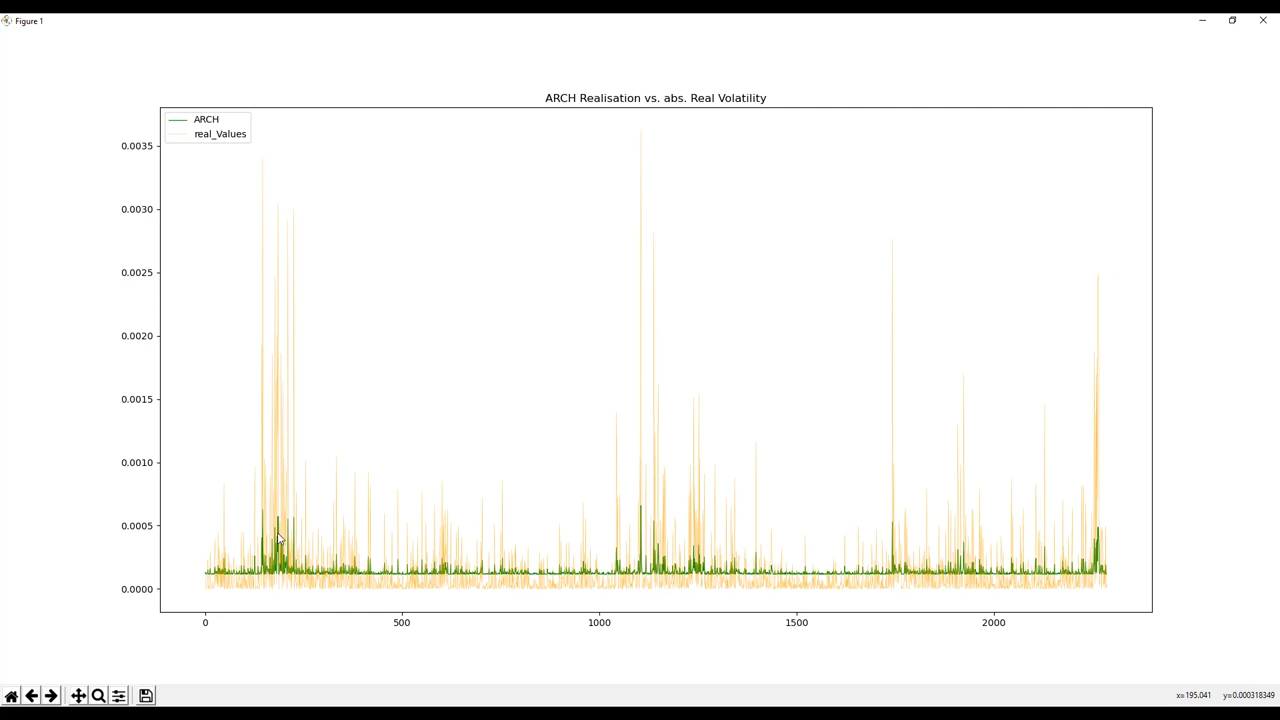 Figure 1
ARCH Realisation vs. abs. Real Volatility
ARCH
real_Values
0.0035
0.0030
0.0025
0.0020
0.0015
0.0010
0.0005
0.0000
0 500 1000 1500 2000
x=195.041 y=0.000318349